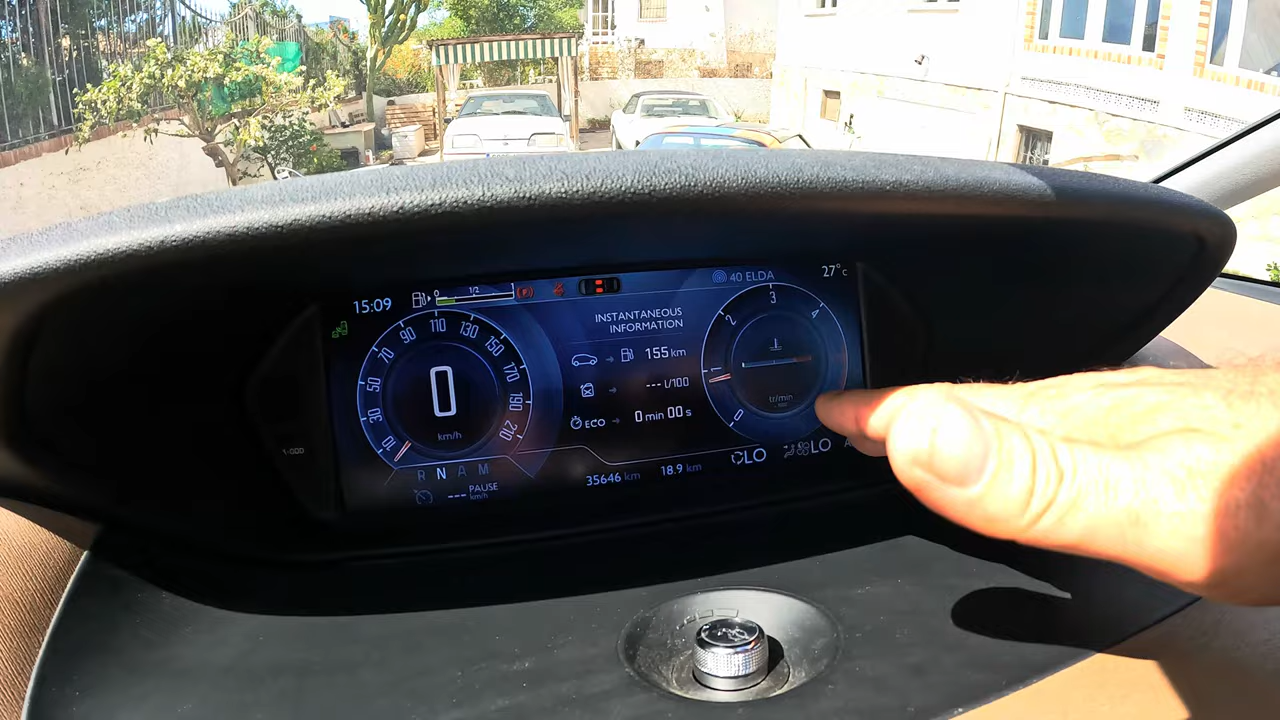 15:09
0 1/2
40 ELDA
27°c
10 30 50 70 90 110 130 150 170 190 210
0
km/h
INSTANTANEOUS
INFORMATION
155 km
--- l/100
ECO 0 min 00 s
0 1 2 3 4
tr/min
R N A M
PAUSE
--- km/h
35646 km 18.9 km
LO
LO